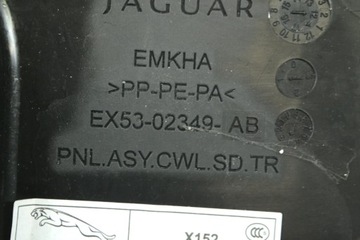 JAGUAR
EMKHA
>PP-PE-PA<
EX53-02349-AB
PNL.ASY.CWL.SD.TR
X152